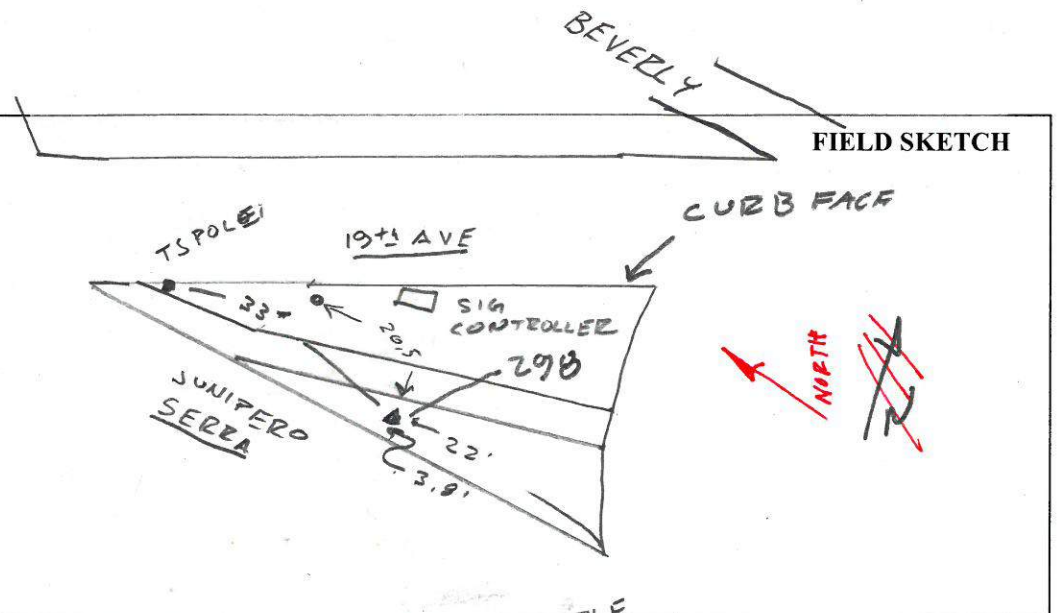 BEVERLY
FIELD SKETCH
CURB FACE
TS POLE
19th AVE
33
SIG
CONTROLLER
20.5
298
NORTH
JUNIPERO
SERRA
22'
3.8'
N